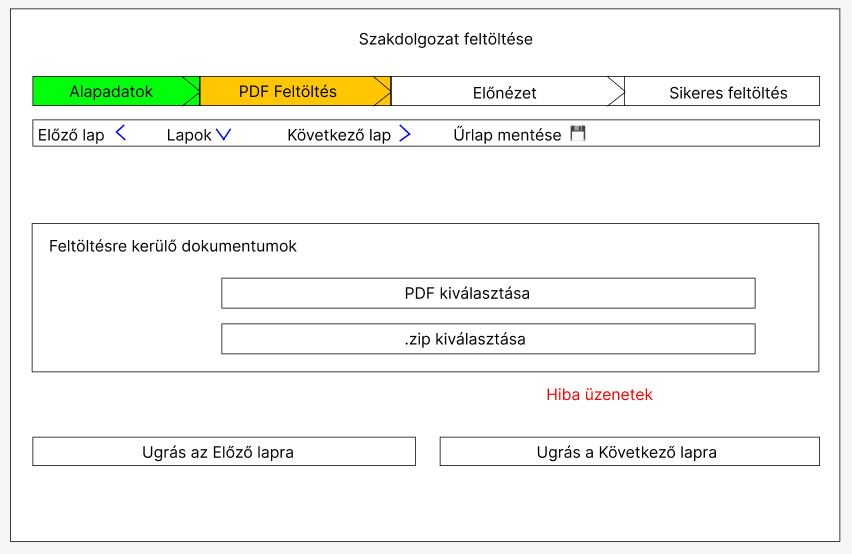 Szakdolgozat feltöltése
Alapadatok PDF Feltöltés Előnézet Sikeres feltöltés
Előző lap Lapok Következő lap Űrlap mentése
Feltöltésre kerülő dokumentumok
PDF kiválasztása
.zip kiválasztása
Hiba üzenetek
Ugrás az Előző lapra Ugrás a Következő lapra